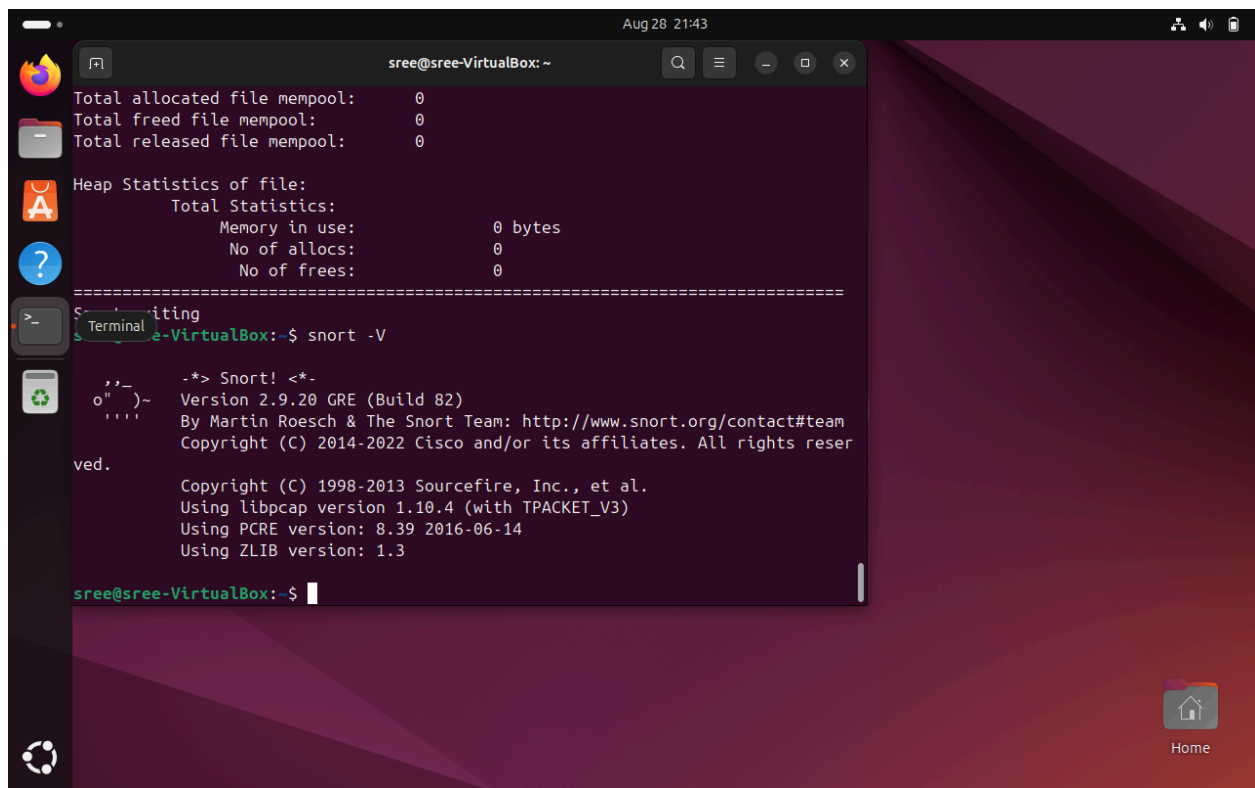 Aug 28 21:43
sree@sree-VirtualBox: ~
Total allocated file mempool: 0
Total freed file mempool: 0
Total released file mempool: 0
Heap Statistics of file:
Total Statistics:
Memory in use: 0 bytes
No of allocs: 0
No of frees: 0
===============================================================================
iting
Terminal
e-VirtualBox:~$ snort -V
,,_ -*> Snort! <*-
o" )~ Version 2.9.20 GRE (Build 82)
'''' By Martin Roesch & The Snort Team: http://www.snort.org/contact#team
Copyright (C) 2014-2022 Cisco and/or its affiliates. All rights reser
ved.
Copyright (C) 1998-2013 Sourcefire, Inc., et al.
Using libpcap version 1.10.4 (with TPACKET_V3)
Using PCRE version: 8.39 2016-06-14
Using ZLIB version: 1.3
sree@sree-VirtualBox:~$
Home